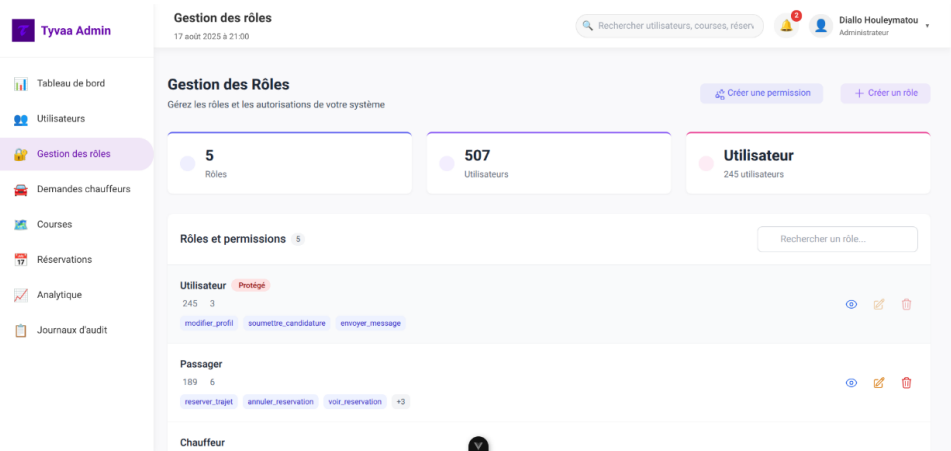 Tyvaa Admin
Gestion des rôles
17 août 2025 à 21:00
Rechercher utilisateurs, courses, réserv
2
Diallo Houleymatou
Administrateur
Tableau de bord
Utilisateurs
Gestion des rôles
Demandes chauffeurs
Courses
Réservations
Analytique
Journaux d'audit
Gestion des Rôles
Gérez les rôles et les autorisations de votre système
Créer une permission
Créer un rôle
5
Rôles
507
Utilisateurs
Utilisateur
245 utilisateurs
Rôles et permissions 5
Rechercher un rôle...
Utilisateur Protégé
245 3
modifier_profil soumettre_candidature envoyer_message
Passager
189 6
reserver_trajet annuler_reservation voir_reservation +3
Chauffeur